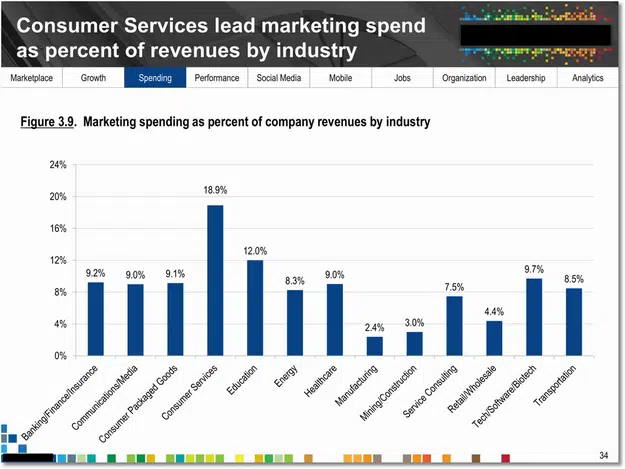 Consumer Services lead marketing spend
as percent of revenues by industry
Marketplace Growth Spending Performance Social Media Mobile Jobs Organization Leadership Analytics
Figure 3.9. Marketing spending as percent of company revenues by industry
24%
20%
16%
12%
8%
4%
0%
9.2% 9.0% 9.1% 18.9% 12.0% 8.3% 9.0% 2.4% 3.0% 7.5% 4.4% 9.7% 8.5%
Banking/Finance/Insurance
Communications/Media
Consumer Packaged Goods
Consumer Services
Education
Energy
Healthcare
Manufacturing
Mining/Construction
Service Consulting
Retail/Wholesale
Tech/Software/Biotech
Transportation
34